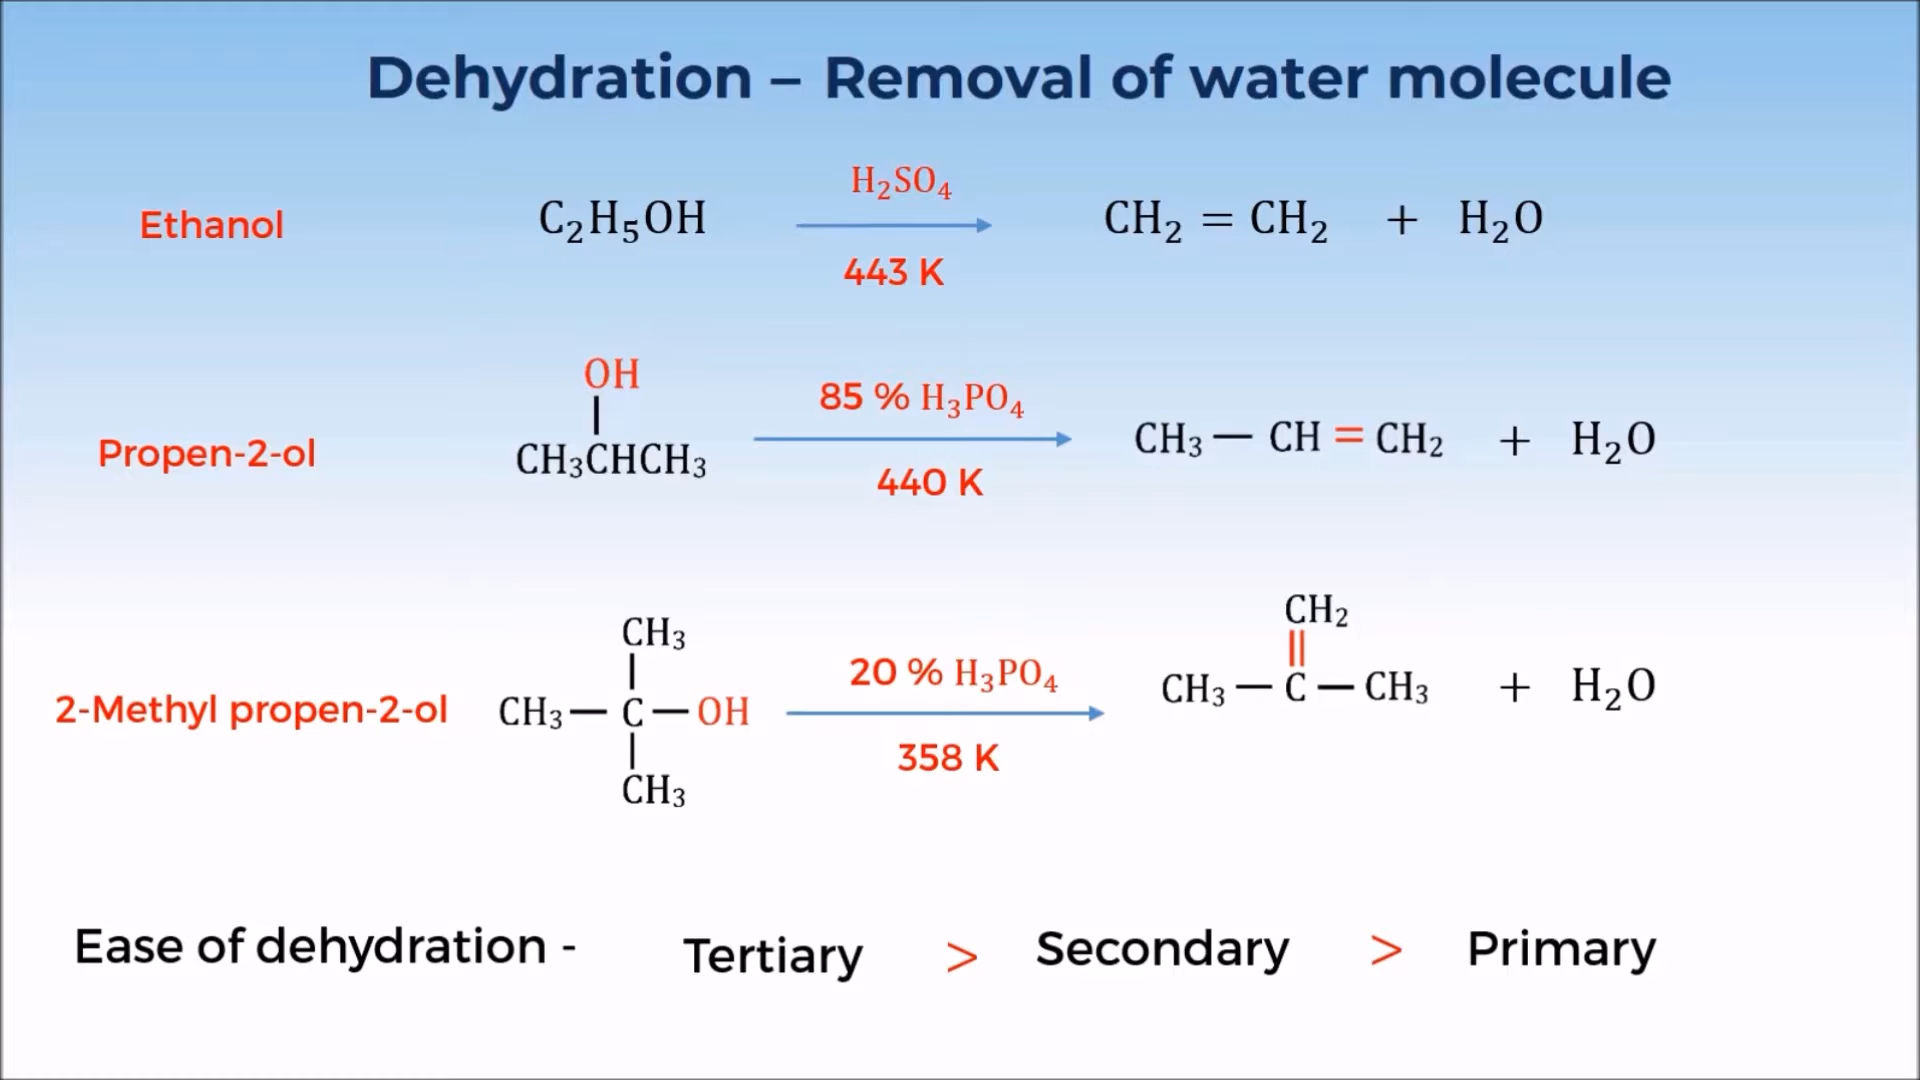 Dehydration – Removal of water molecule
Ethanol
C₂H₅OH
H₂SO₄
443 K
CH₂ = CH₂ + H₂O
Propen-2-ol
OH
CH₃CHCH₃
85 % H₃PO₄
440 K
CH₃ — CH = CH₂ + H₂O
2-Methyl propen-2-ol
CH₃
CH₃ — C — OH
CH₃
20 % H₃PO₄
358 K
CH₂
CH₃ — C — CH₃ + H₂O
Ease of dehydration - Tertiary > Secondary > Primary